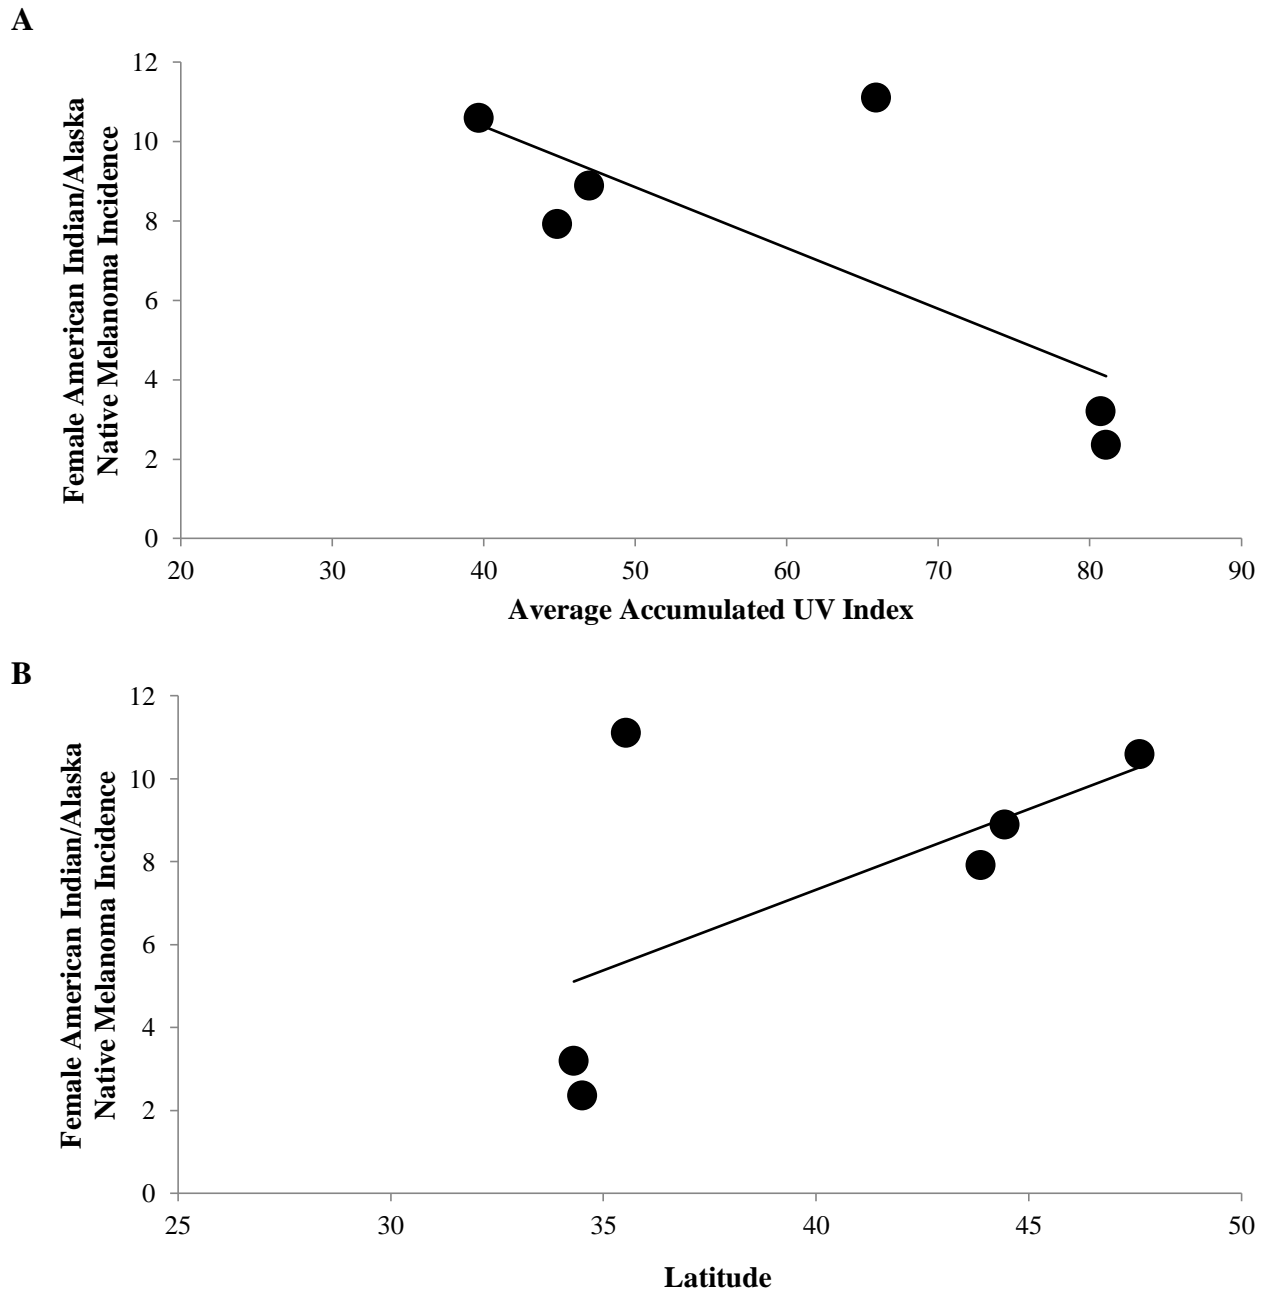 A
12
10
8
6
4
2
0
Female American Indian/Alaska
Native Melanoma Incidence
20 30 40 50 60 70 80 90
Average Accumulated UV Index
B
12
10
8
6
4
2
0
Female American Indian/Alaska
Native Melanoma Incidence
25 30 35 40 45 50
Latitude